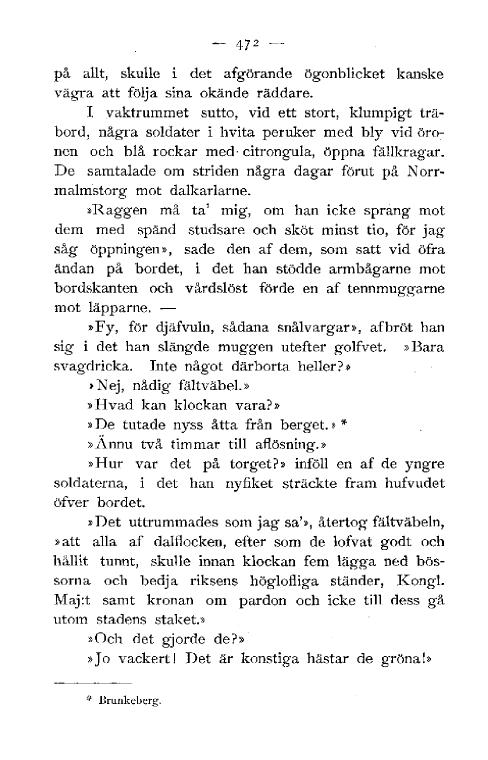 — 472 —
på allt, skulle i det afgörande ögonblicket kanske
vägra att följa sina okände räddare.
I vaktrummet sutto, vid ett stort, klumpigt trä-
bord, några soldater i hvita peruker med bly vid öro-
nen och blå rockar med citrongula, öppna fällkragar.
De samtalade om striden några dagar förut på Norr-
malmstorg mot dalkarlarne.
»Raggen må ta' mig, om han icke sprang mot
dem med spänd studsare och sköt minst tio, för jag
såg öppningen», sade den af dem, som satt vid öfra
ändan på bordet, i det han stödde armbågarne mot
bordskanten och vårdslöst förde en af tennmuggarne
mot läpparne. —
»Fy, för djäfvuln, sådana snålvargar», afbröt han
sig i det han slängde muggen utefter golfvet. »Bara
svagdricka. Inte något därborta heller?»
»Nej, nådig fältväbel.»
»Hvad kan klockan vara?»
»De tutade nyss åtta från berget.» *
»Ännu två timmar till aflösning.»
»Hur var det på torget?» inföll en af de yngre
soldaterna, i det han nyfiket sträckte fram hufvudet
öfver bordet.
»Det uttrummades som jag sa'», återtog fältväbeln,
»att alla af dalflocken, efter som de lofvat godt och
hållit tunnt, skulle innan klockan fem lägga ned bös-
sorna och bedja riksens höglofliga ständer, Kongl.
Maj:t samt kronan om pardon och icke till dess gå
utom stadens staket.»
»Och det gjorde de?»
»Jo vackert! Det är konstiga hästar de gröna!»
* Brunkeberg.